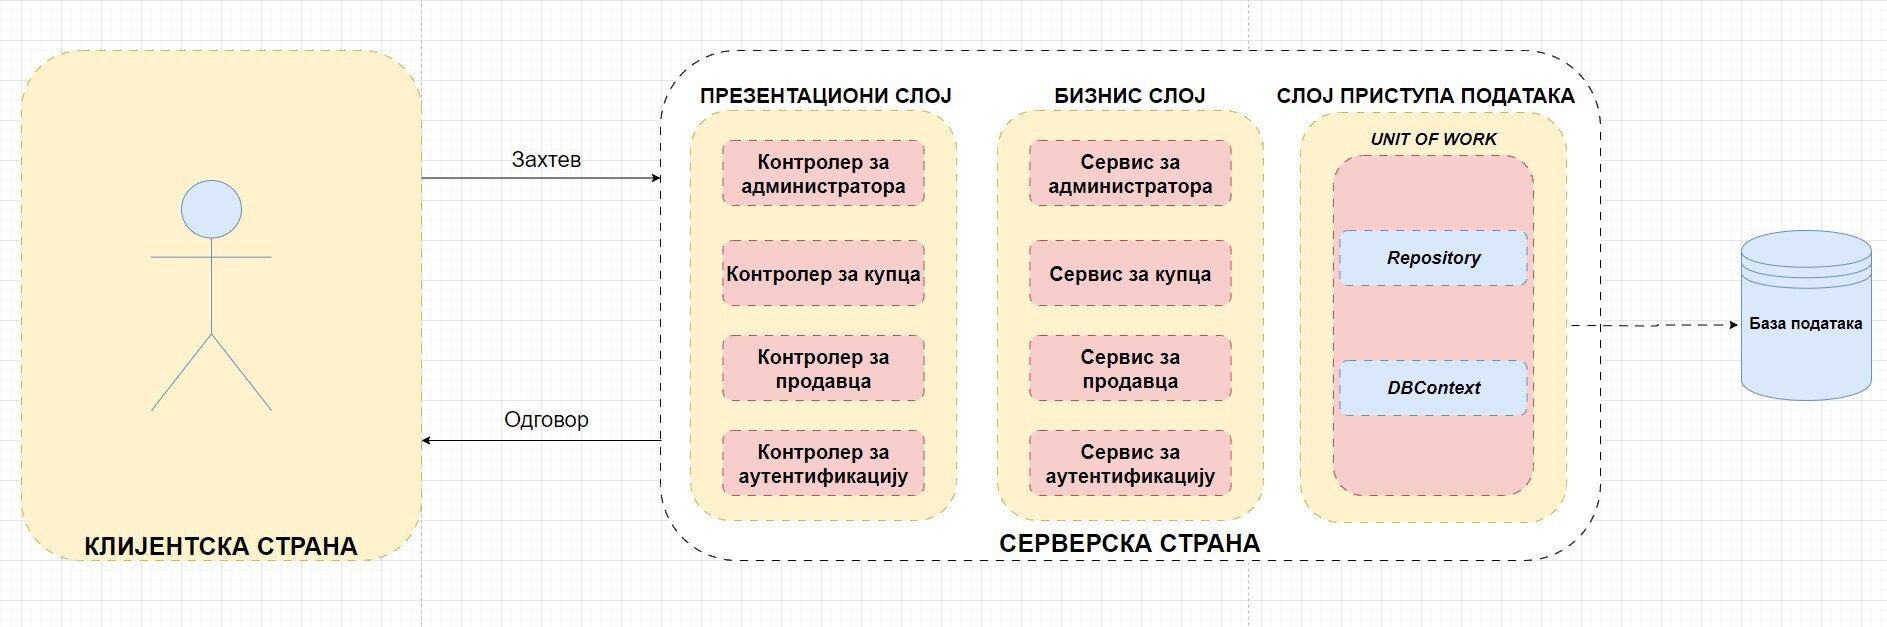 КЛИЈЕНТСКА СТРАНА
Захтев
Одговор
ПРЕЗЕНТАЦИОНИ СЛОЈ
Контролер за
администратора
Контролер за купца
Контролер за
продавца
Контролер за
аутентификацију
БИЗНИС СЛОЈ
Сервис за
администратора
Сервис за купца
Сервис за
продавца
Сервис за
аутентификацију
СЛОЈ ПРИСТУПА ПОДАТАКА
UNIT OF WORK
Repository
DBContext
СЕРВЕРСКА СТРАНА
База података